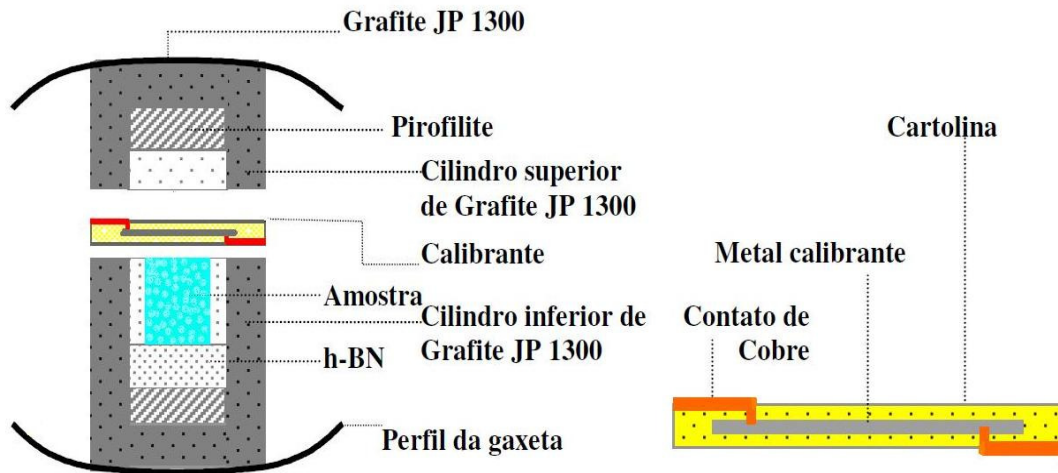 Grafite JP 1300
Pirofilite
Cilindro superior
de Grafite JP 1300
Calibrante
Amostra
Cilindro inferior de
Grafite JP 1300
h-BN
Perfil da gaxeta
Cartolina
Metal calibrante
Contato de
Cobre